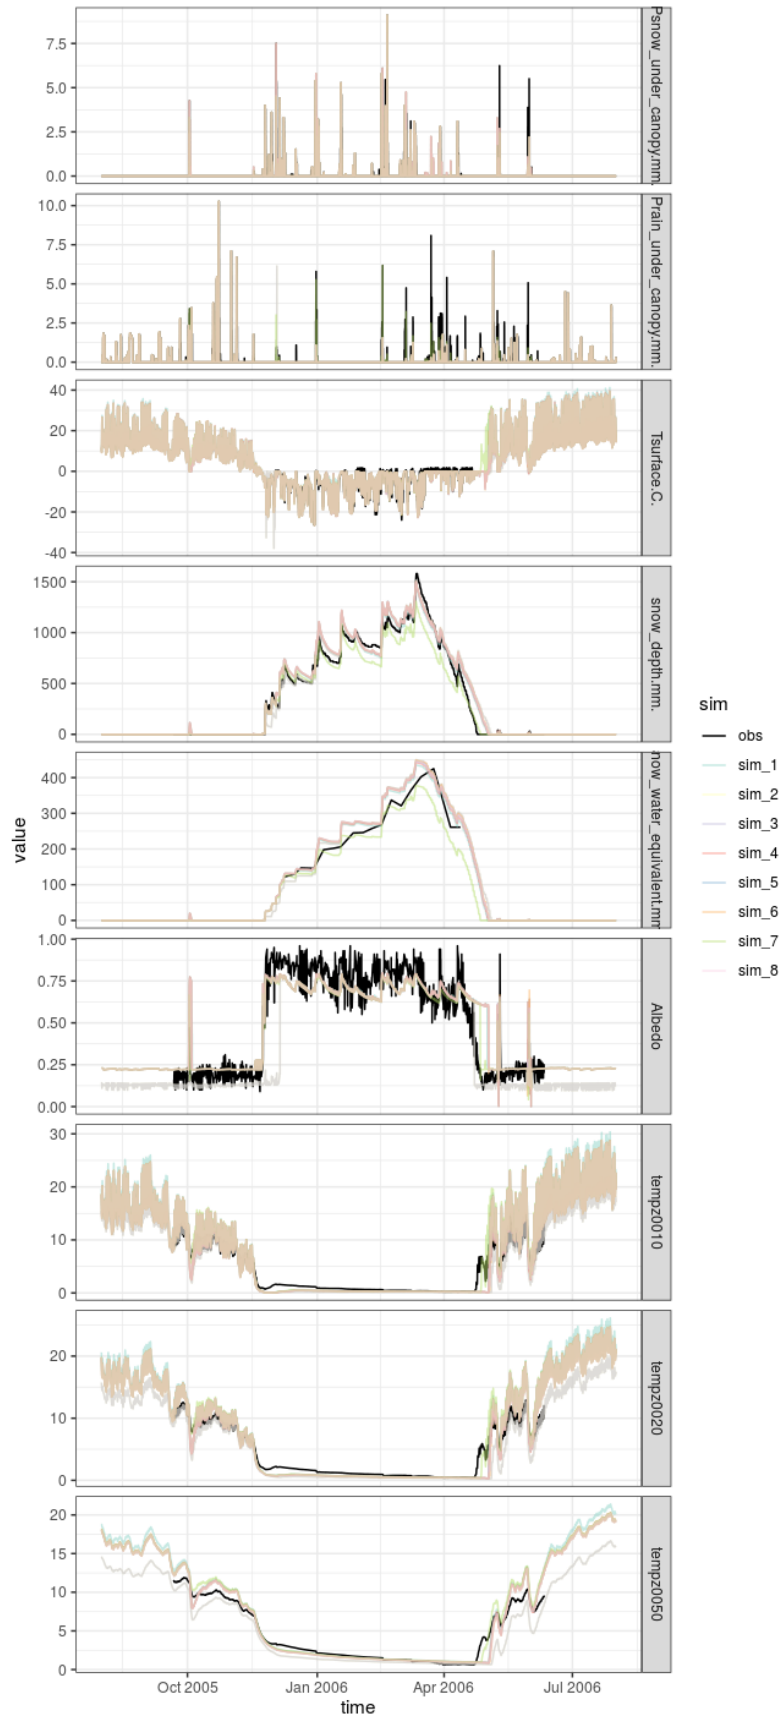 7.5
5.0
2.5
0.0
Psnow_under_canopy.mm.
10.0
7.5
5.0
2.5
0.0
Prain_under_canopy.mm.
40
20
0
-20
-40
Tsurface.C.
1500
1000
500
0
snow_depth.mm.
400
300
200
100
0
now_water_equivalent.mm
1.00
0.75
0.50
0.25
0.00
Albedo
30
20
10
0
tempz0010
20
10
0
tempz0020
20
15
10
5
0
tempz0050
Oct 2005
Jan 2006
Apr 2006
Jul 2006
time
value
sim
obs
sim_1
sim_2
sim_3
sim_4
sim_5
sim_6
sim_7
sim_8